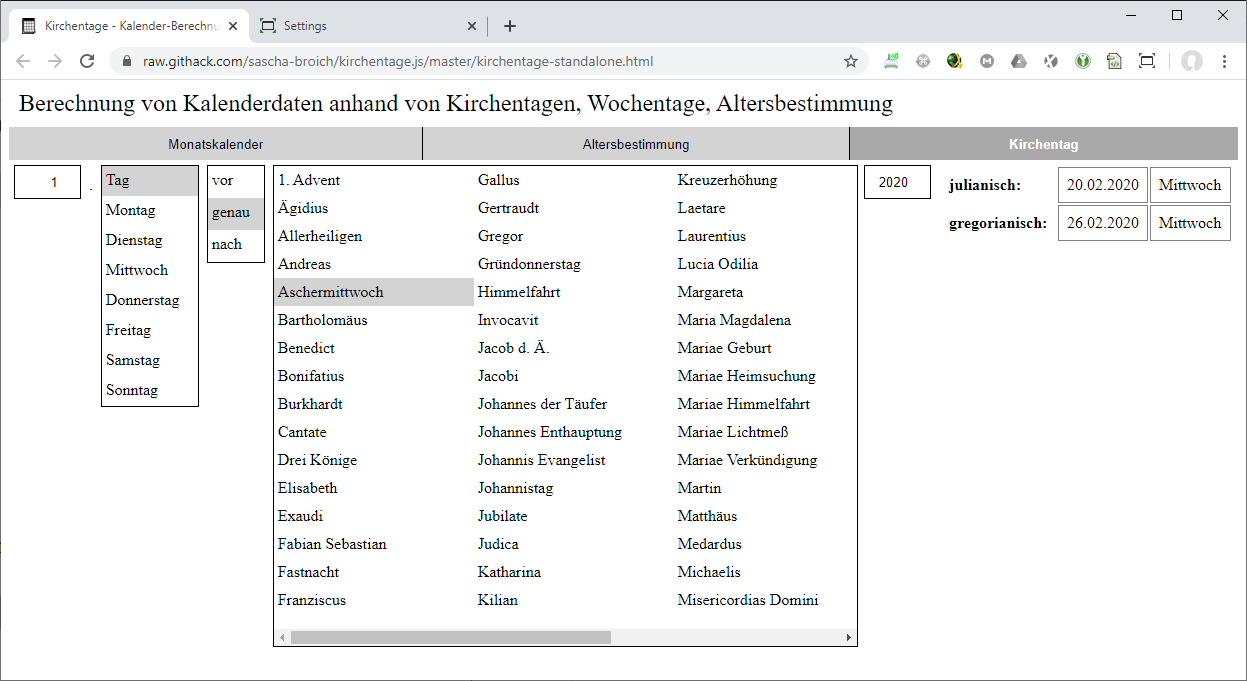 Kirchentage - Kalender-Berechnu
Settings
raw.githack.com/sascha-broich/kirchentage.js/master/kirchentage-standalone.html
Berechnung von Kalenderdaten anhand von Kirchentagen, Wochentage, Altersbestimmung
Monatskalender
Altersbestimmung
Kirchentag
1
.
Tag
Montag
Dienstag
Mittwoch
Donnerstag
Freitag
Samstag
Sonntag
vor
genau
nach
1. Advent
Ägidius
Allerheiligen
Andreas
Aschermittwoch
Bartholomäus
Benedict
Bonifatius
Burkhardt
Cantate
Drei Könige
Elisabeth
Exaudi
Fabian Sebastian
Fastnacht
Franziscus
Gallus
Gertraudt
Gregor
Gründonnerstag
Himmelfahrt
Invocavit
Jacob d. Ä.
Jacobi
Johannes der Täufer
Johannes Enthauptung
Johannis Evangelist
Johannistag
Jubilate
Judica
Katharina
Kilian
Kreuzerhöhung
Laetare
Laurentius
Lucia Odilia
Margareta
Maria Magdalena
Mariae Geburt
Mariae Heimsuchung
Mariae Himmelfahrt
Mariae Lichtmeß
Mariae Verkündigung
Martin
Matthäus
Medardus
Michaelis
Misericordias Domini
2020
julianisch: 20.02.2020 Mittwoch
gregorianisch: 26.02.2020 Mittwoch